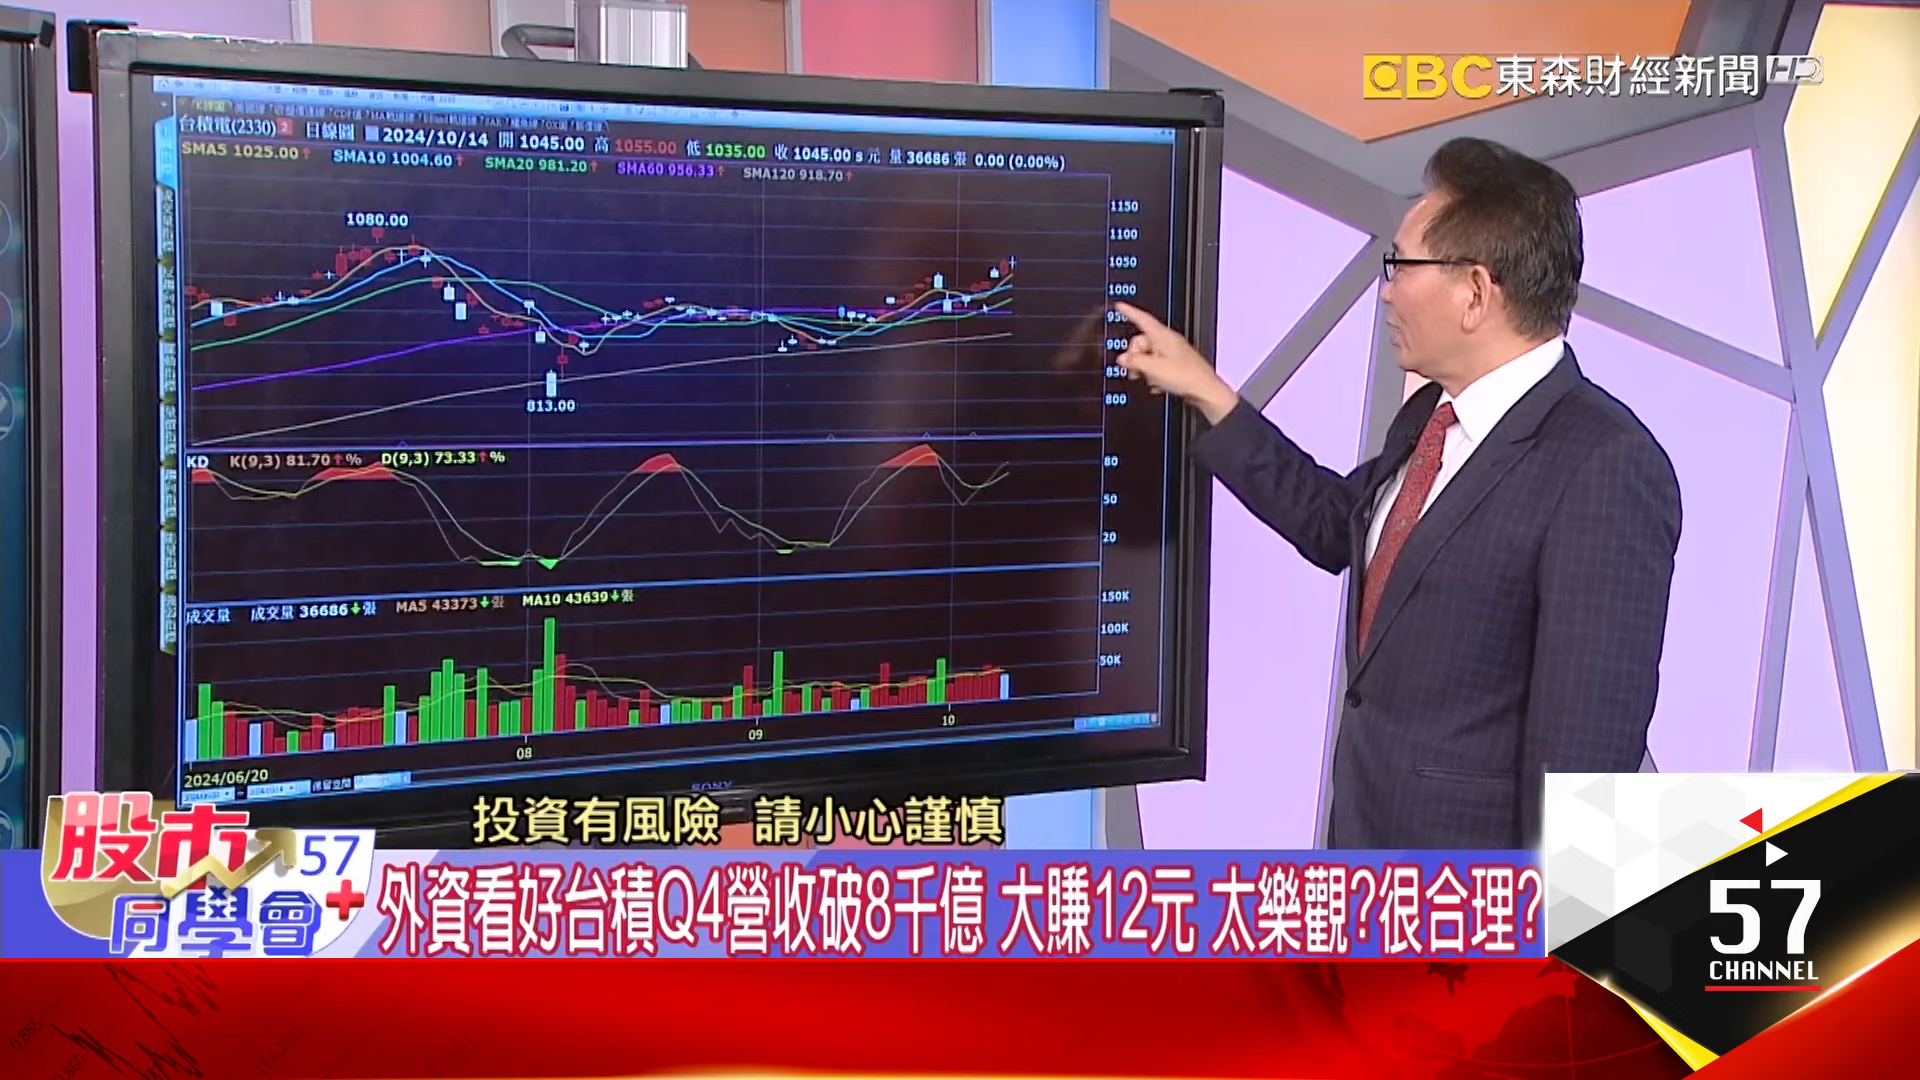 EBC 東森財經新聞 HD
台積電(2330) 日線圖 2024/10/14 開 1045.00 高 1055.00 低 1035.00 收 1045.00 s 元 量 36686 張 0.00 (0.00%)
SMA5 1025.00↑ SMA10 1004.60↑ SMA20 981.20↑ SMA60 956.33↑ SMA120 918.70↑
1150
1080.00
1100
1050
1000
950
900
850
813.00
800
KD K(9,3) 81.70↑% D(9,3) 73.33↑%
80
50
20
成交量 成交量 36686↓張 MA5 43373↓張 MA10 43639↓張
150K
100K
50K
08
09
10
2024/06/20
SONY
投資有風險 請小心謹慎
股市
57
同學會+
外資看好台積Q4營收破8千億 大賺12元 太樂觀?很合理?
57
CHANNEL